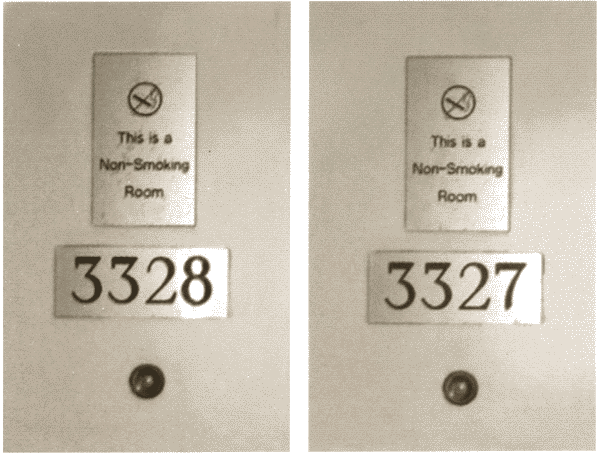 This is a
Non-Smoking
Room
3328
This is a
Non-Smoking
Room
3327